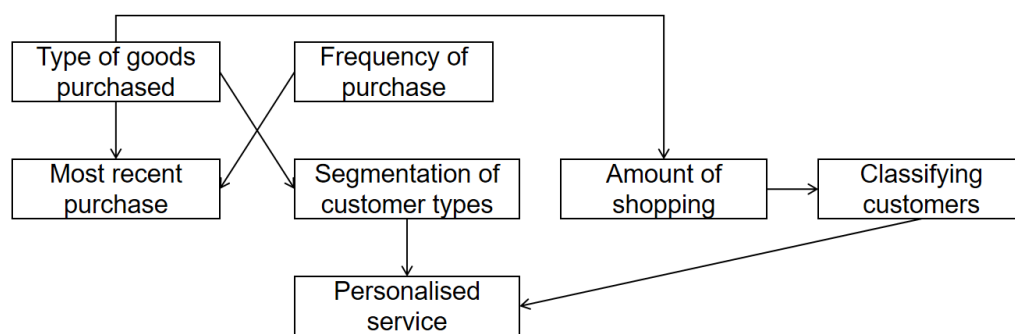 Type of goods
purchased
Frequency of
purchase
Most recent
purchase
Segmentation of
customer types
Amount of
shopping
Classifying
customers
Personalised
service